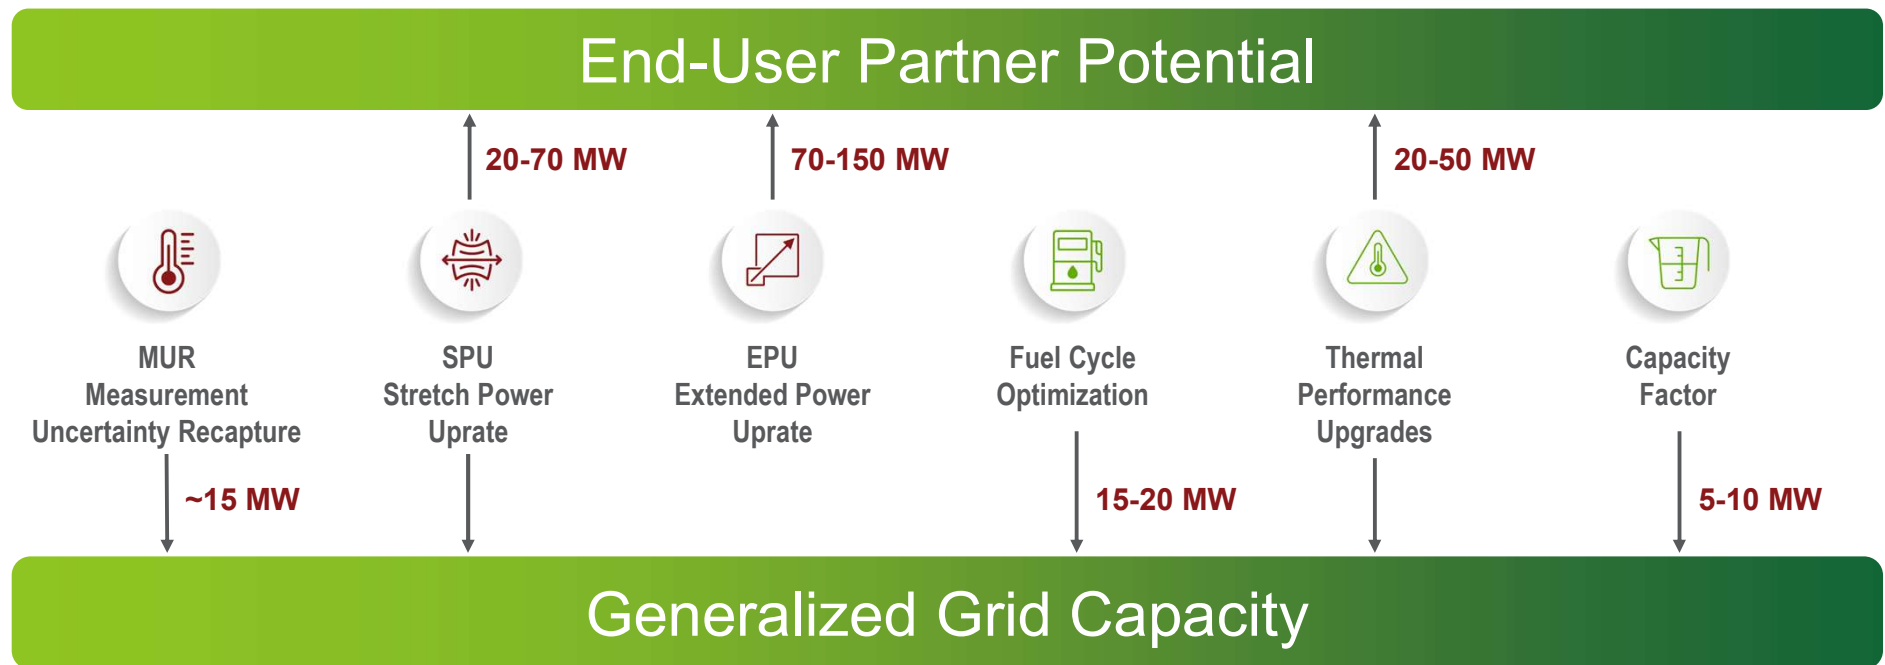 End-User Partner Potential
20-70 MW
70-150 MW
20-50 MW
MUR
Measurement
Uncertainty Recapture
SPU
Stretch Power
Uprate
EPU
Extended Power
Uprate
Fuel Cycle
Optimization
Thermal
Performance
Upgrades
Capacity
Factor
~15 MW
15-20 MW
5-10 MW
Generalized Grid Capacity